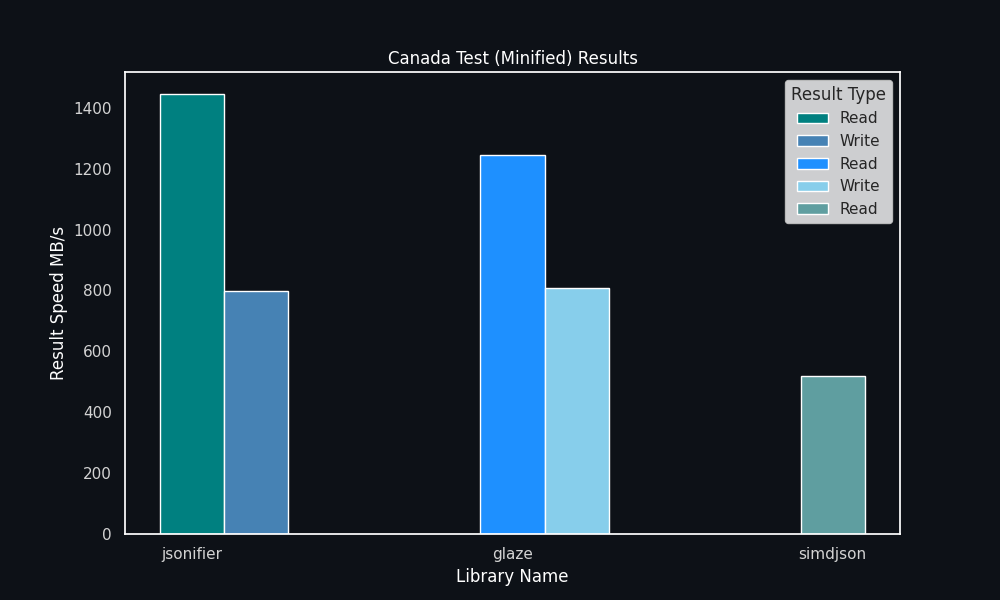 Canada Test (Minified) Results
Result Type
Read
Write
Read
Write
Read
Result Speed MB/s
1400
1200
1000
800
600
400
200
0
jsonifier glaze simdjson
Library Name